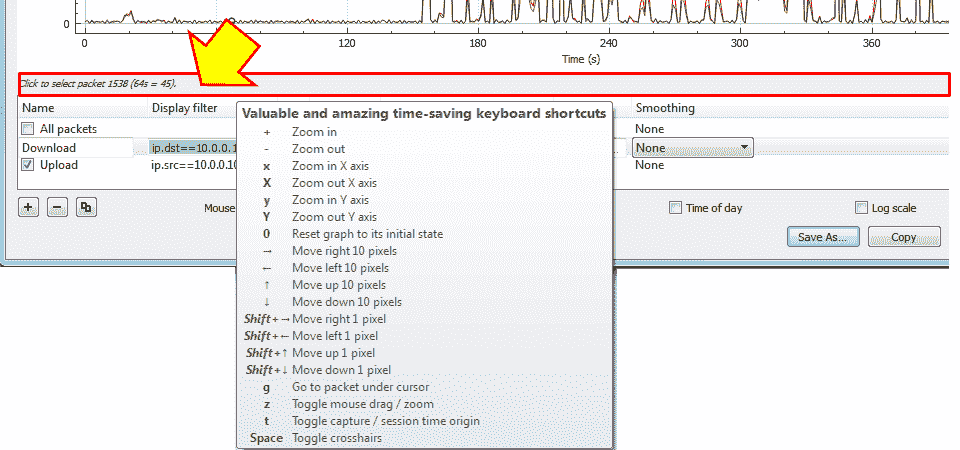 0
0 120 180 240 300 360
Time (s)
Click to select packet 1538 (64s = 45).
Name Display filter Smoothing
All packets None
Download ip.dst==10.0.0.1 None
Upload ip.src==10.0.0.10 None
Mouse Time of day Log scale
Save As... Copy
Valuable and amazing time-saving keyboard shortcuts
+ Zoom in
- Zoom out
x Zoom in X axis
X Zoom out X axis
y Zoom in Y axis
Y Zoom out Y axis
0 Reset graph to its initial state
→ Move right 10 pixels
← Move left 10 pixels
↑ Move up 10 pixels
↓ Move down 10 pixels
Shift+→ Move right 1 pixel
Shift+← Move left 1 pixel
Shift+↑ Move up 1 pixel
Shift+↓ Move down 1 pixel
g Go to packet under cursor
z Toggle mouse drag / zoom
t Toggle capture / session time origin
Space Toggle crosshairs